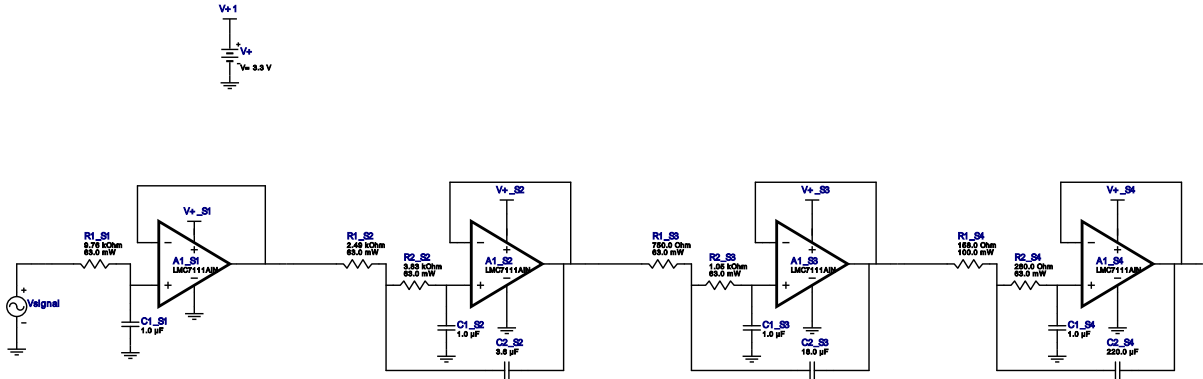 V+ 1
V+
V= 3.3 V
R1_S1
9.76 kOhm
63.0 mW
V+ _S1
A1_S1
LMC7111AIN
Vsignal
C1_S1
1.0 µF
R1_S2
2.49 kOhm
63.0 mW
R2_S2
3.83 kOhm
63.0 mW
V+ _S2
A1_S2
LMC7111AIN
C1_S2
1.0 µF
C2_S2
3.6 µF
R1_S3
750.0 Ohm
63.0 mW
R2_S3
1.05 kOhm
63.0 mW
V+ _S3
A1_S3
LMC7111AIN
C1_S3
1.0 µF
C2_S3
16.0 µF
R1_S4
158.0 Ohm
100.0 mW
R2_S4
280.0 Ohm
63.0 mW
V+ _S4
A1_S4
LMC7111AIN
C1_S4
1.0 µF
C2_S4
220.0 µF